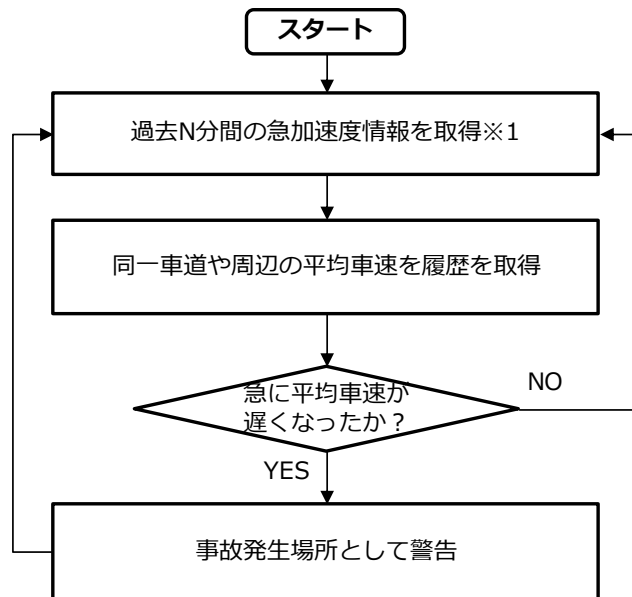 スタート
過去N分間の急加速度情報を取得※1
同一車道や周辺の平均車速を履歴を取得
急に平均車速が
遅くなったか？
NO
YES
事故発生場所として警告